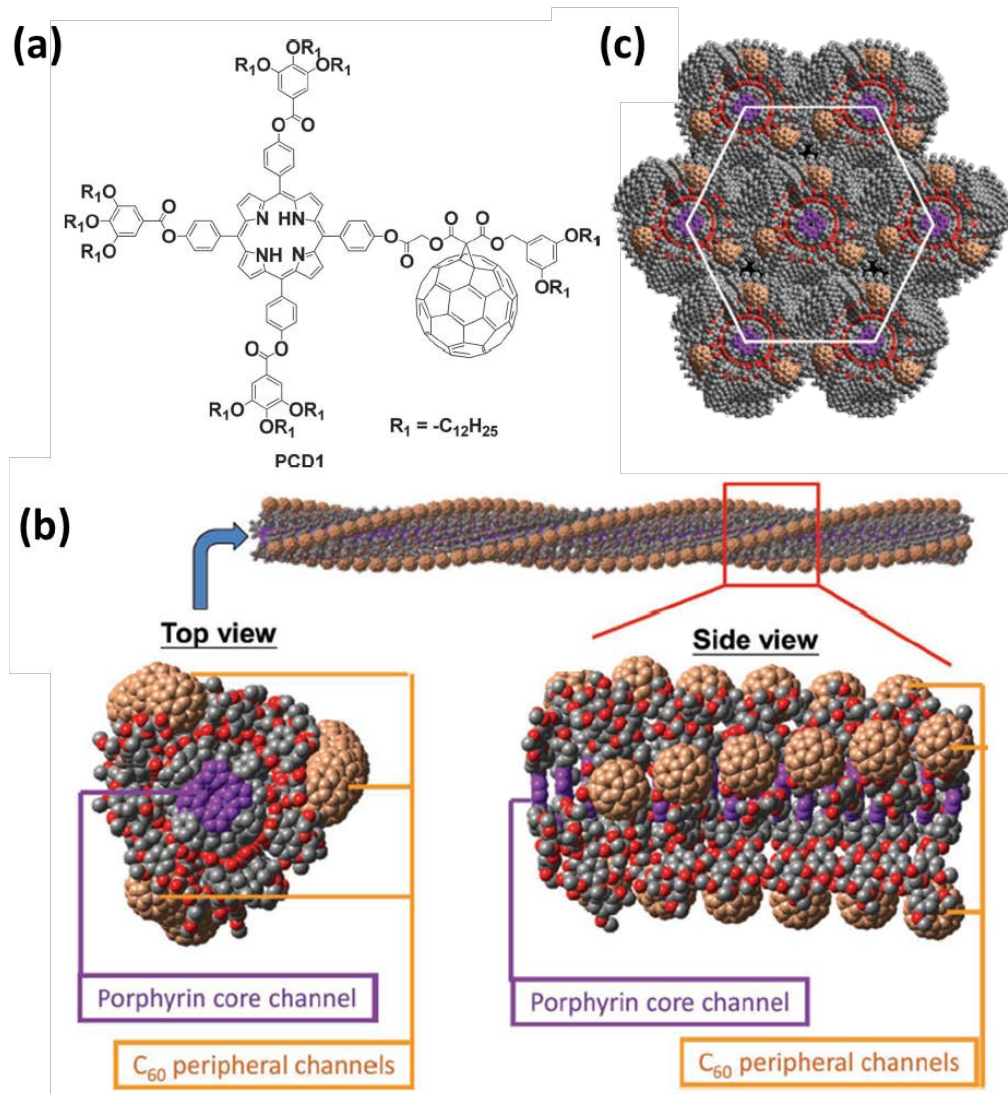 (a)
OR₁
R₁O OR₁
O O
R₁O
R₁O
R₁O
O
O
N HN
NH N
O
O
O
O O
O
OR₁
OR₁
O O
R₁O OR₁
OR₁
R₁ = -C₁₂H₂₅
PCD1
(c)
(b)
Top view
Side view
Porphyrin core channel
C₆₀ peripheral channels
Porphyrin core channel
C₆₀ peripheral channels